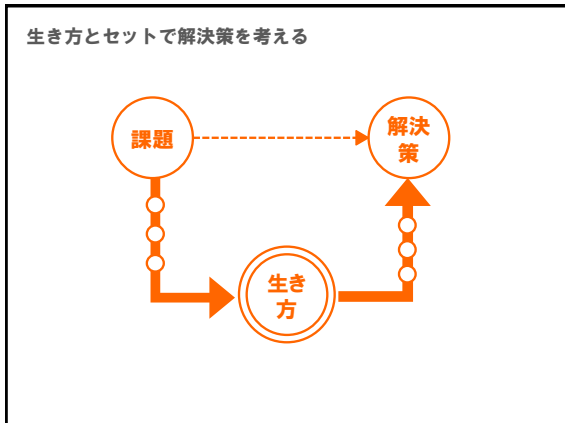 生き方とセットで解決策を考える
課題
解決
策
生き
方